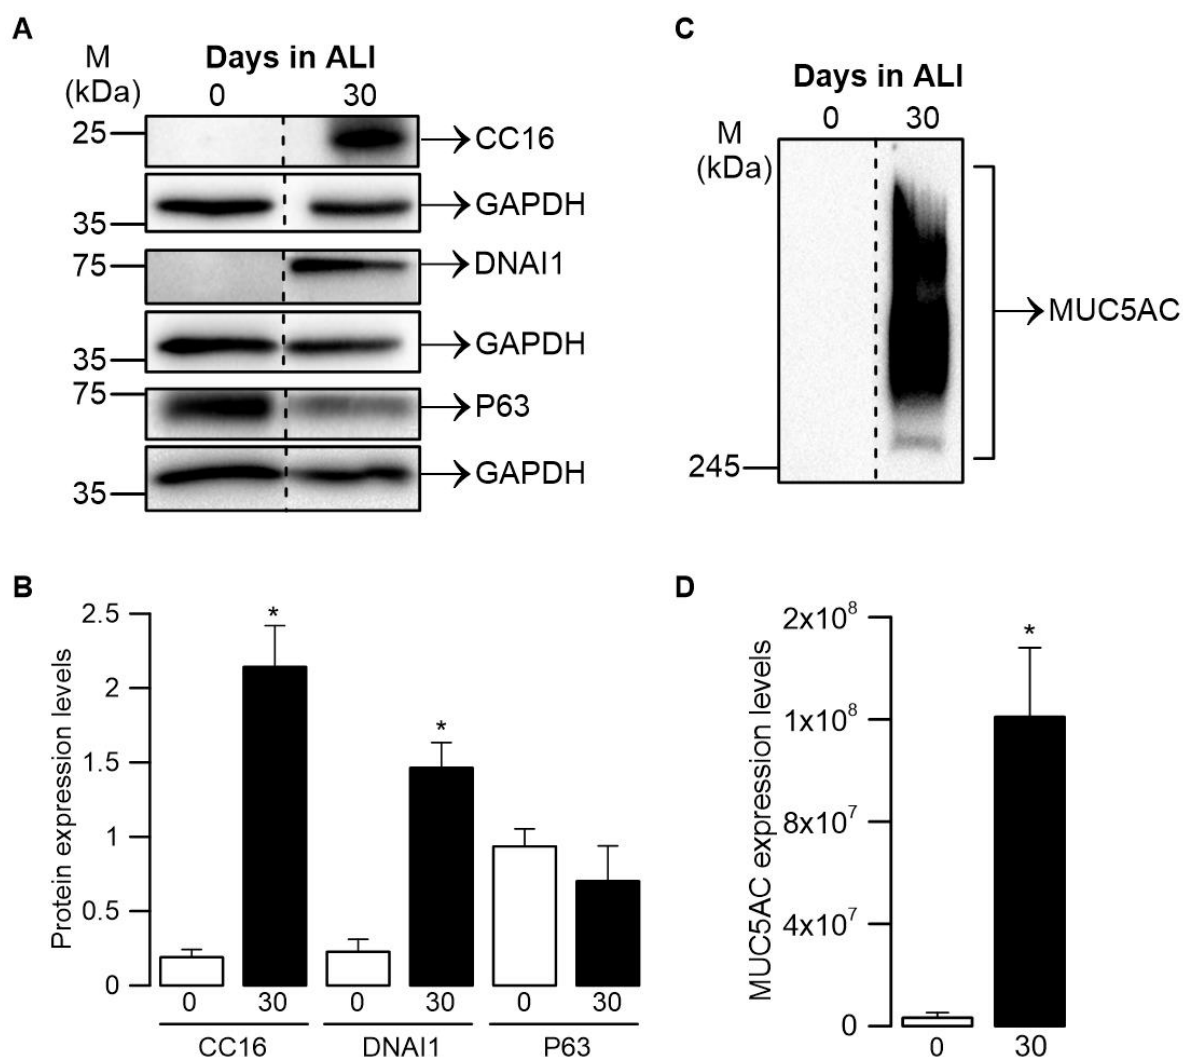 A
M
(kDa)
Days in ALI
0 30
25 CC16
GAPDH
35
75 DNAI1
GAPDH
35
75 P63
GAPDH
35
C
Days in ALI
0 30
M
(kDa)
MUC5AC
245
B
Protein expression levels
2.5
2
1.5
1
0.5
0
* *
0 30 0 30 0 30
CC16 DNAI1 P63
D
MUC5AC expression levels
2x10⁸
1x10⁸
8x10⁷
4x10⁷
0
*
0 30